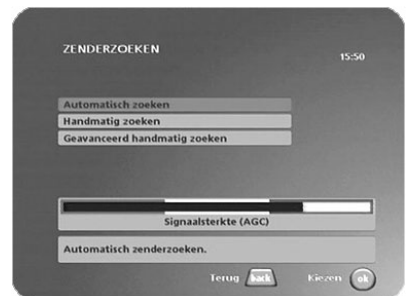 ZENDERZOEKEN
15:50
Automatisch zoeken
Handmatig zoeken
Geavanceerd handmatig zoeken
Signaalsterkte (AGC)
Automatisch zenderzoeken.
Terug back Kiezen ok